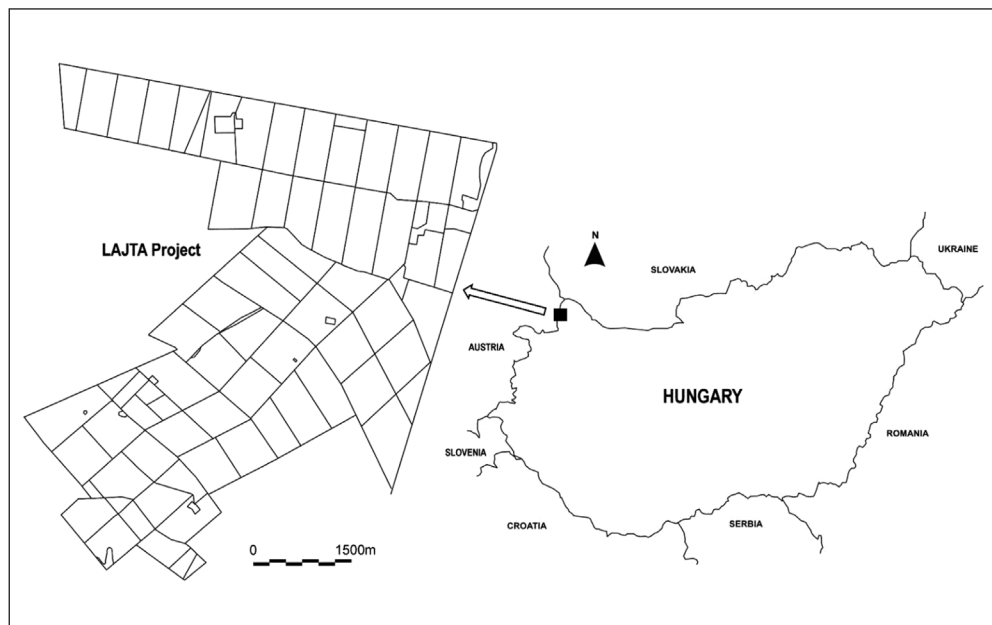 LAJTA Project
0 1500m
N
SLOVAKIA
UKRAINE
AUSTRIA
HUNGARY
SLOVENIA
ROMANIA
CROATIA
SERBIA